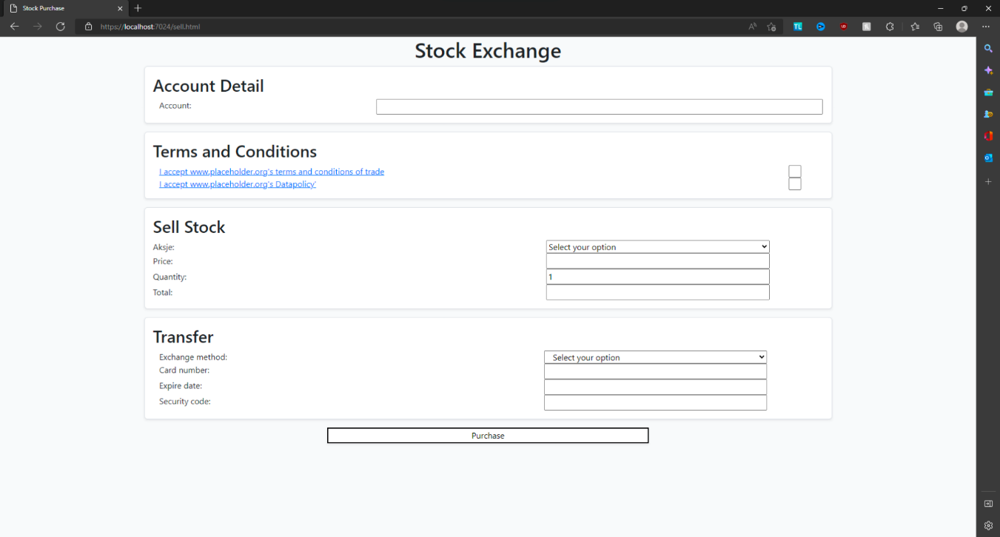 Stock Purchase
https://localhost:7024/sell.html
Stock Exchange
Account Detail
Account:
Terms and Conditions
I accept www.placeholder.org's terms and conditions of trade
I accept www.placeholder.org's Datapolicy'
Sell Stock
Aksje: Select your option
Price:
Quantity: 1
Total:
Transfer
Exchange method: Select your option
Card number:
Expire date:
Security code:
Purchase